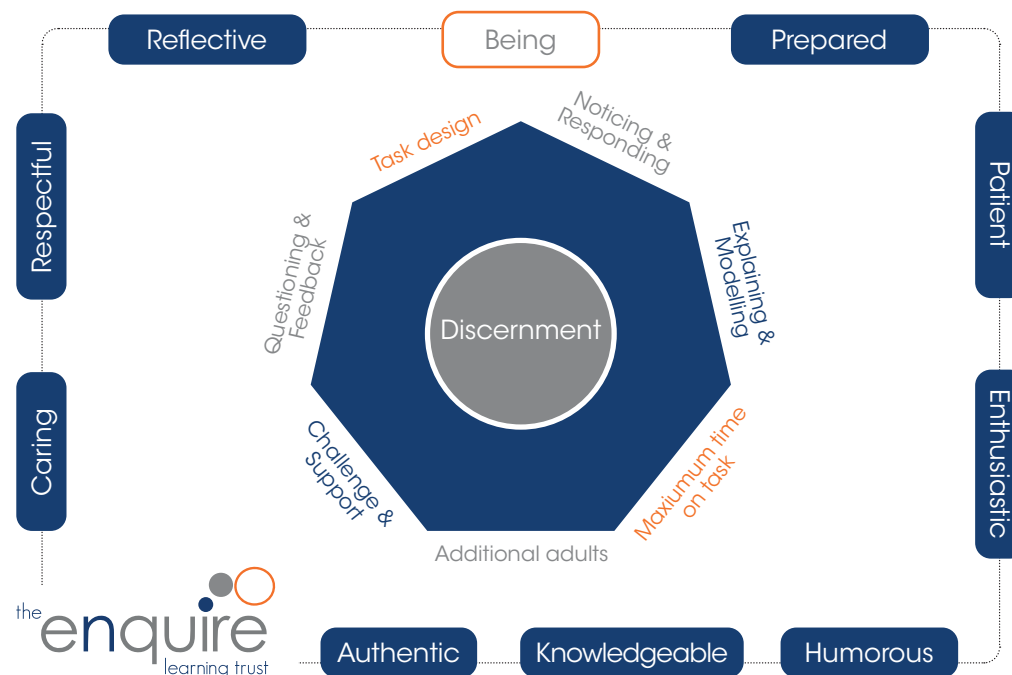 Reflective
Being
Prepared
Respectful
Caring
Patient
Enthusiastic
Task design
Noticing &
Responding
Questioning &
Feedback
Explaining &
Modelling
Discernment
Challenge &
Support
Maxiumum time
on task
Additional adults
the
enquire
learning trust
Authentic
Knowledgeable
Humorous